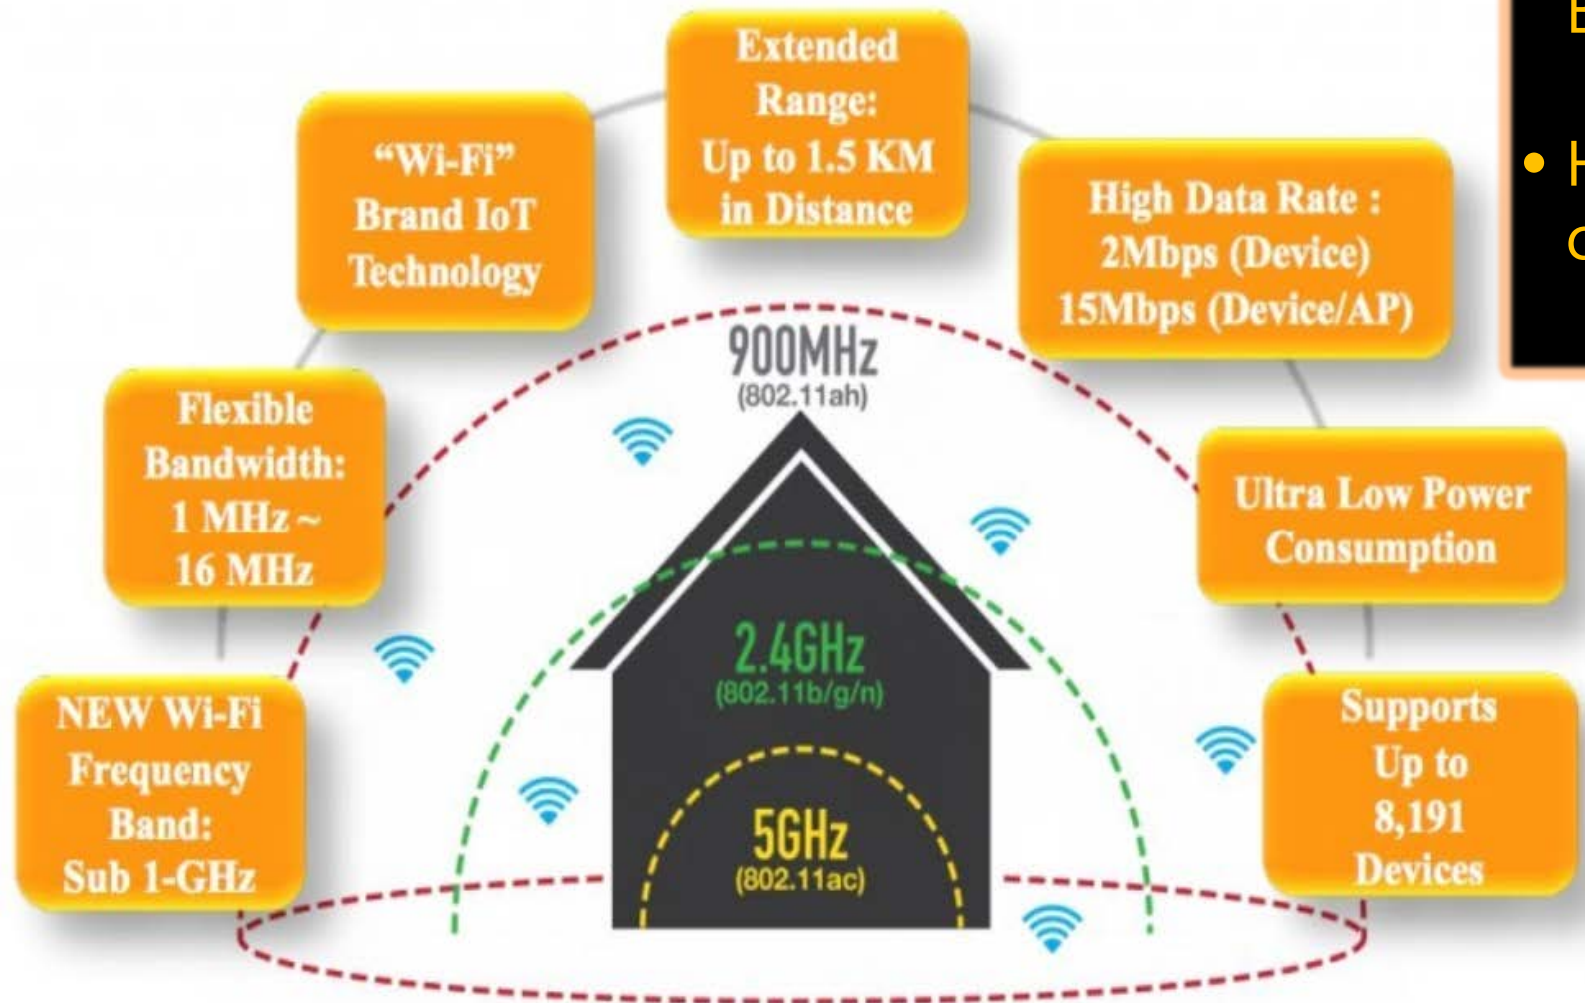 Extended
Range:
Up to 1.5 KM
in Distance
“Wi-Fi”
Brand IoT
Technology
High Data Rate :
2Mbps (Device)
15Mbps (Device/AP)
Flexible
Bandwidth:
1 MHz ~
16 MHz
Ultra Low Power
Consumption
NEW Wi-Fi
Frequency
Band:
Sub 1-GHz
Supports
Up to
8,191
Devices
900MHz
(802.11ah)
2.4GHz
(802.11b/g/n)
5GHz
(802.11ac)